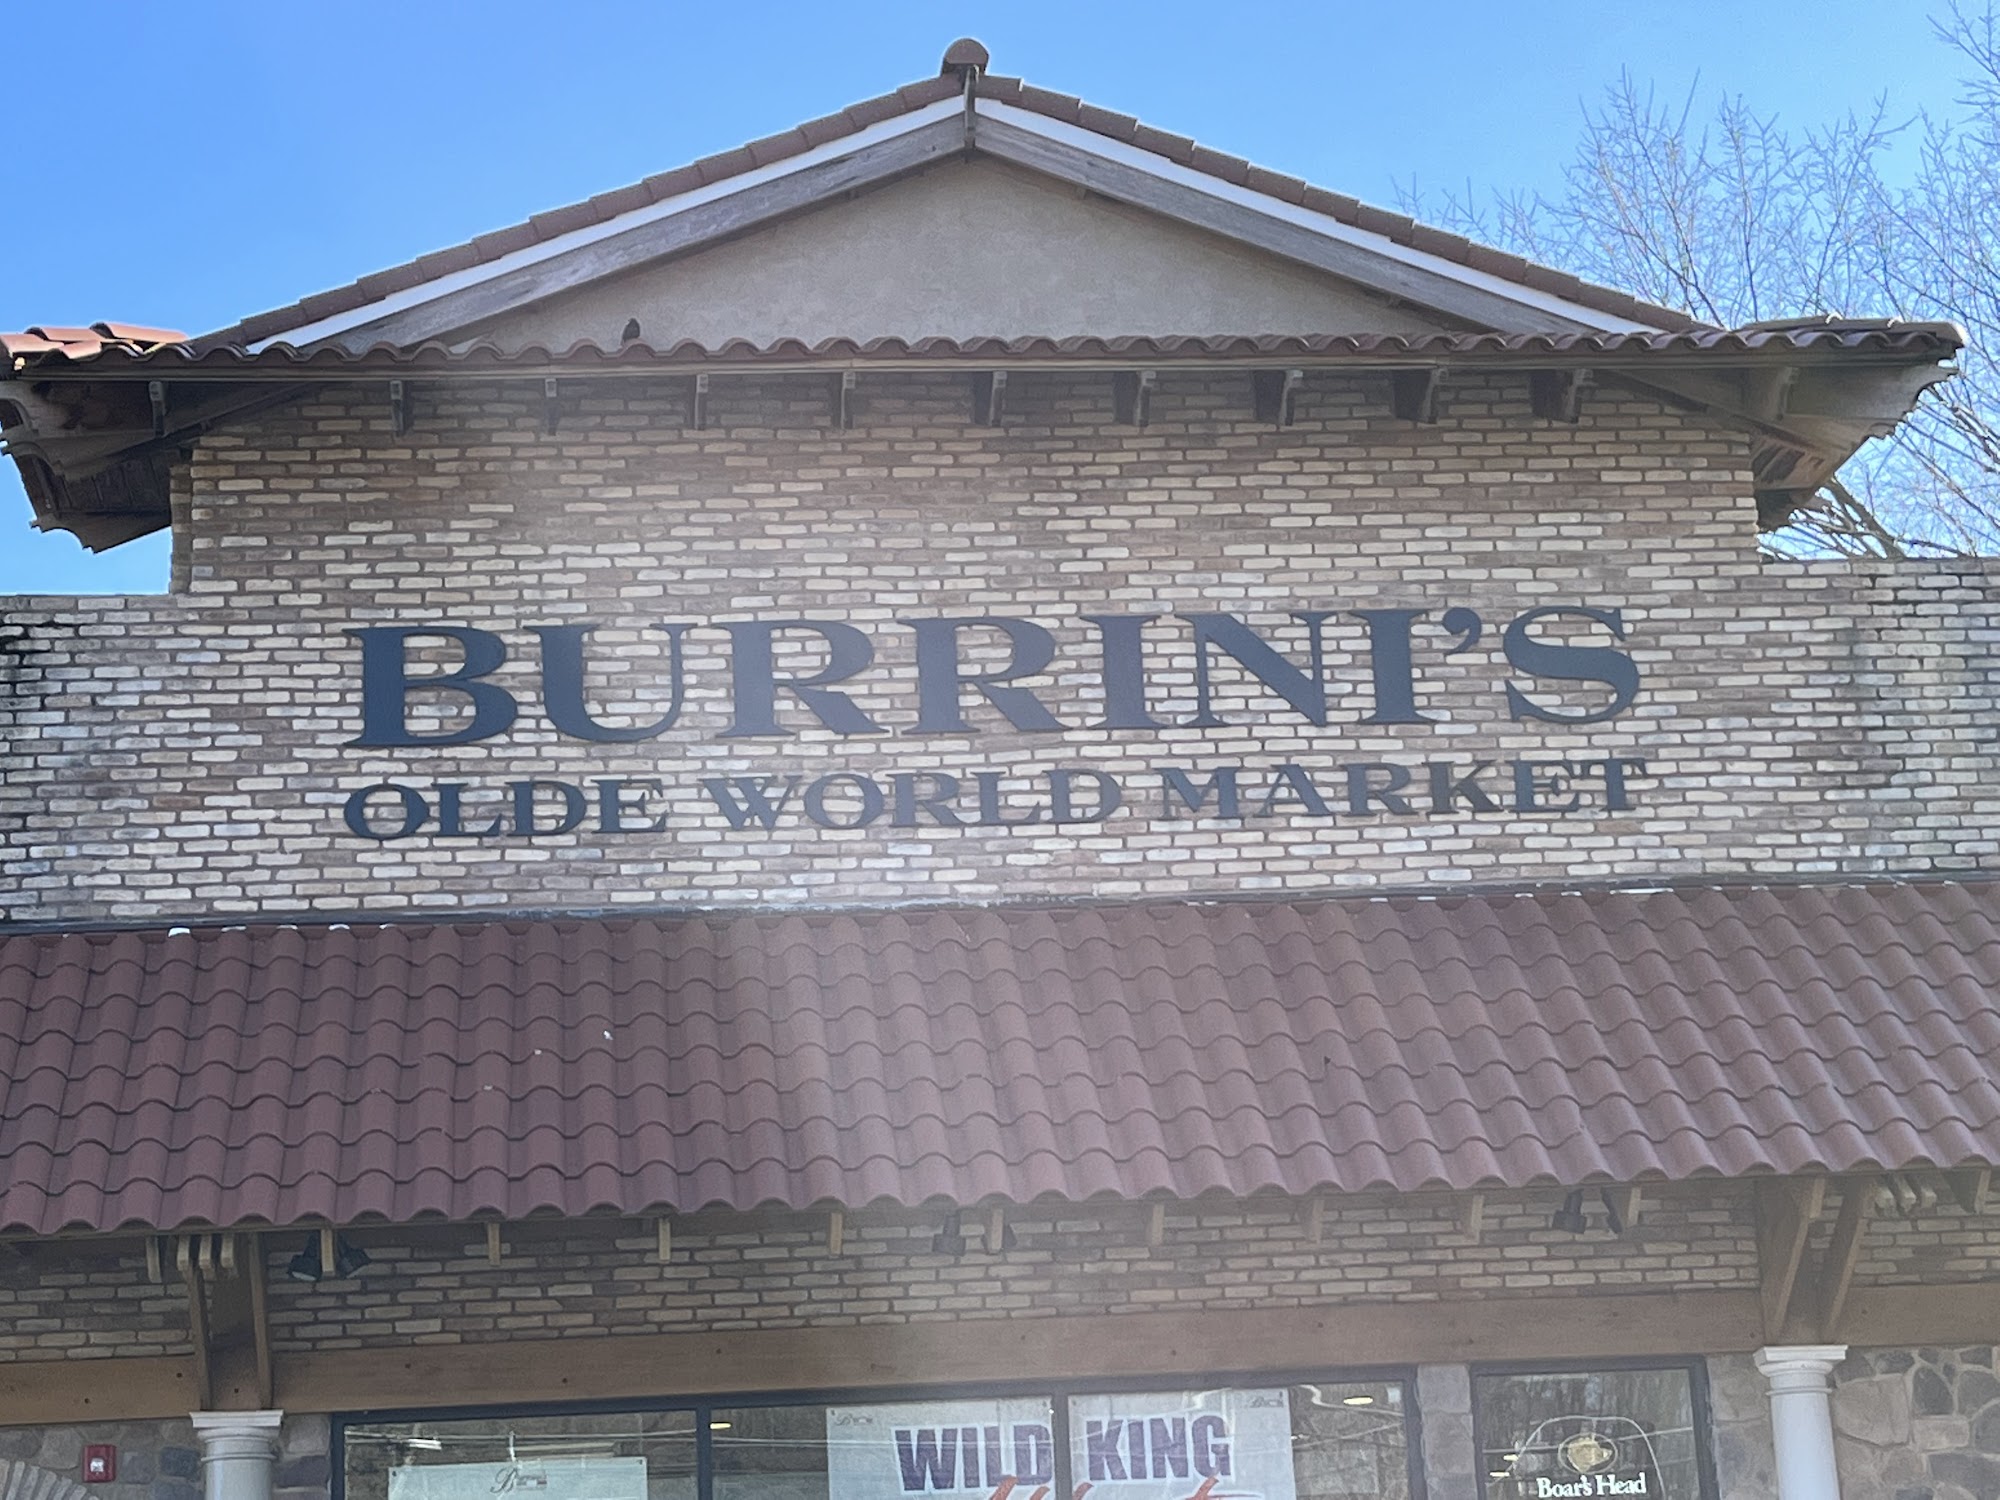 BURRINI'S
OLDE WORLD MARKET
WILD KING
Boar's Head